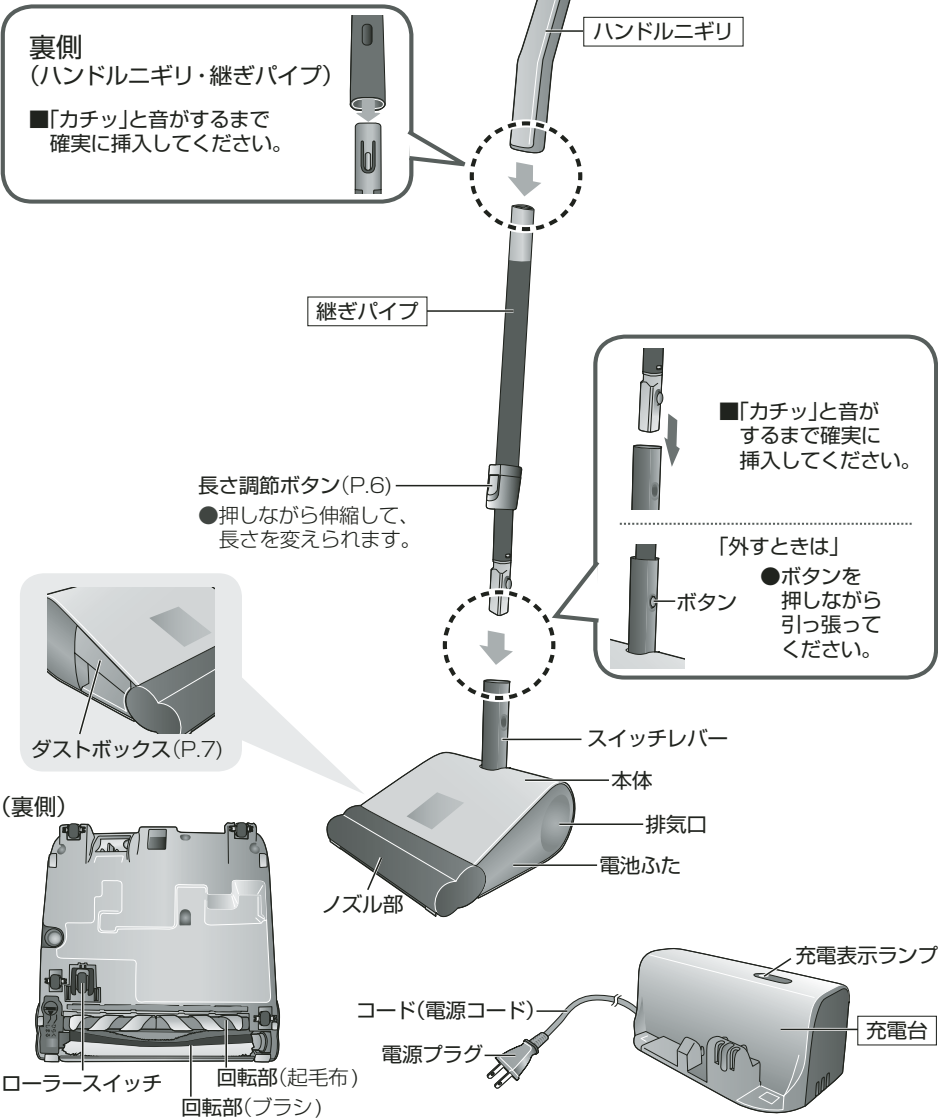 ハンドルニギリ
裏側
（ハンドルニギリ・継ぎパイプ）
■「カチッ」と音がするまで
確実に挿入してください。
継ぎパイプ
■「カチッ」と音が
するまで確実に
挿入してください。
長さ調節ボタン(P.6)
●押しながら伸縮して、
長さを変えられます。
「外すときは」
●ボタンを
押しながら
引っ張って
ください。
ボタン
ダストボックス(P.7)
スイッチレバー
本体
排気口
電池ふた
ノズル部
（裏側）
ローラースイッチ
回転部(起毛布)
回転部(ブラシ)
充電表示ランプ
コード(電源コード)
充電台
電源プラグ